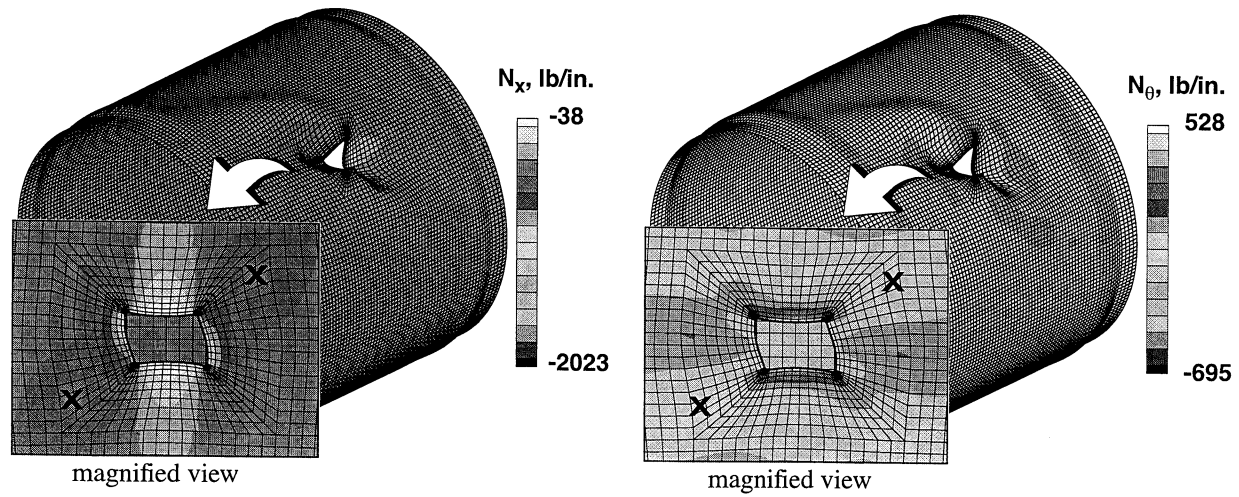 Nx, lb/in.
-38
-2023
X
X
magnified view
Nθ, lb/in.
528
-695
X
X
magnified view